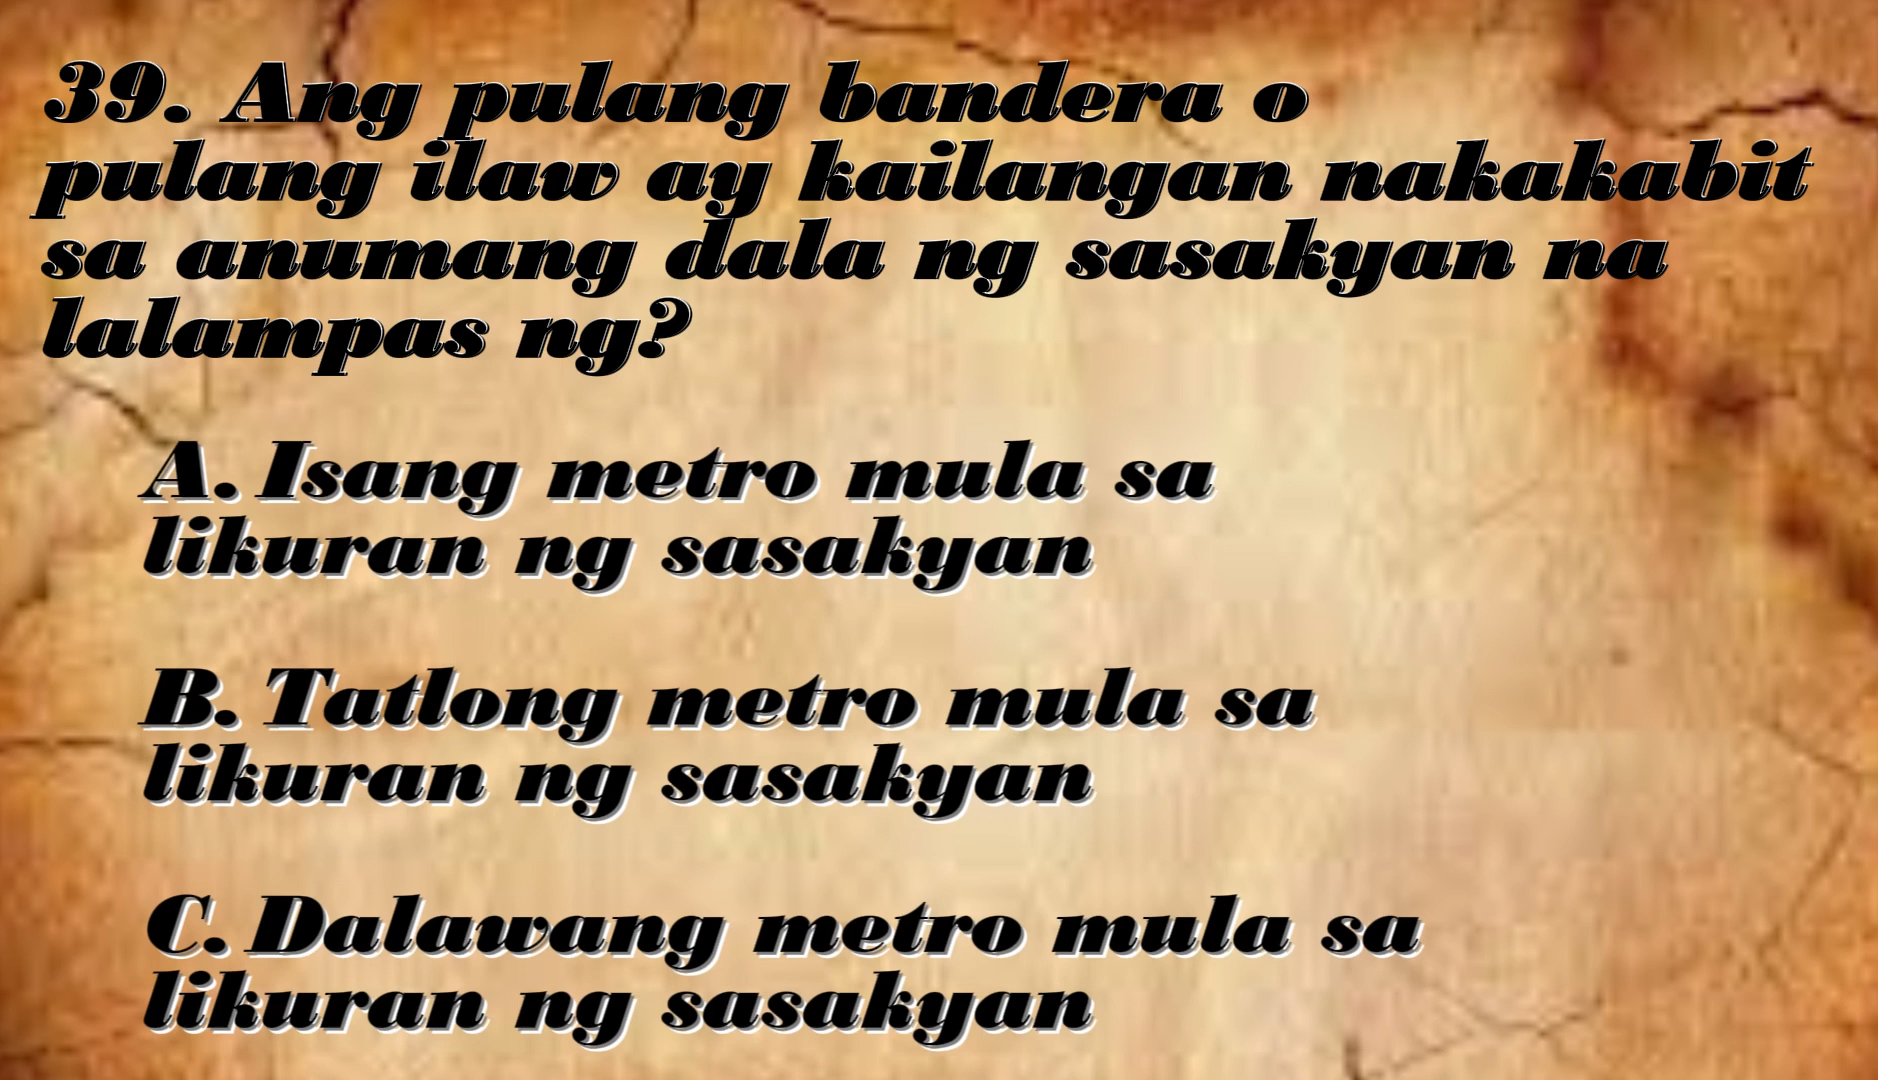 39. Ang pulang bandera o
pulang ilaw ay kailangan nakakabit
sa anumang dala ng sasakyan na
lalampas ng?
A. Isang metro mula sa
likuran ng sasakyan
B. Tatlong metro mula sa
likuran ng sasakyan
C. Dalawang metro mula sa
likuran ng sasakyan